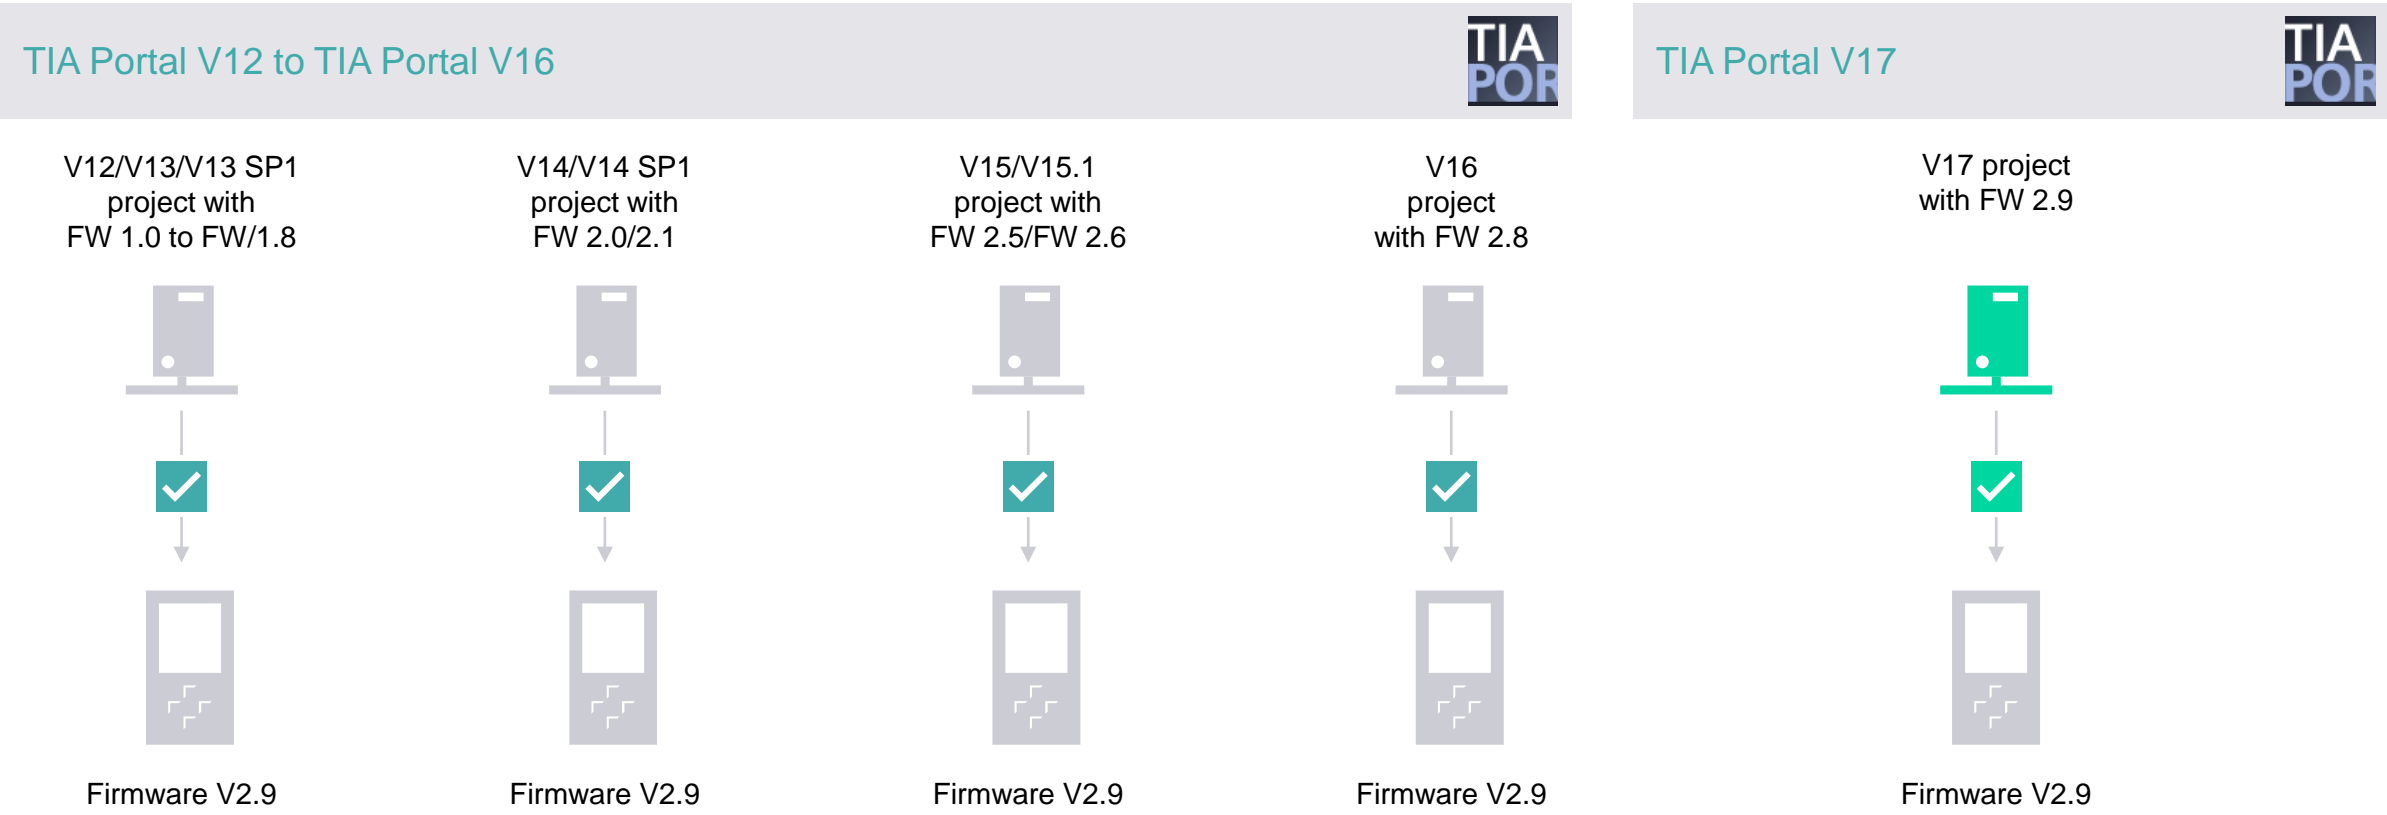 TIA Portal V12 to TIA Portal V16
TIA
POR
TIA Portal V17
TIA
POR
V12/V13/V13 SP1
project with
FW 1.0 to FW/1.8
V14/V14 SP1
project with
FW 2.0/2.1
V15/V15.1
project with
FW 2.5/FW 2.6
V16
project
with FW 2.8
V17 project
with FW 2.9
Firmware V2.9
Firmware V2.9
Firmware V2.9
Firmware V2.9
Firmware V2.9